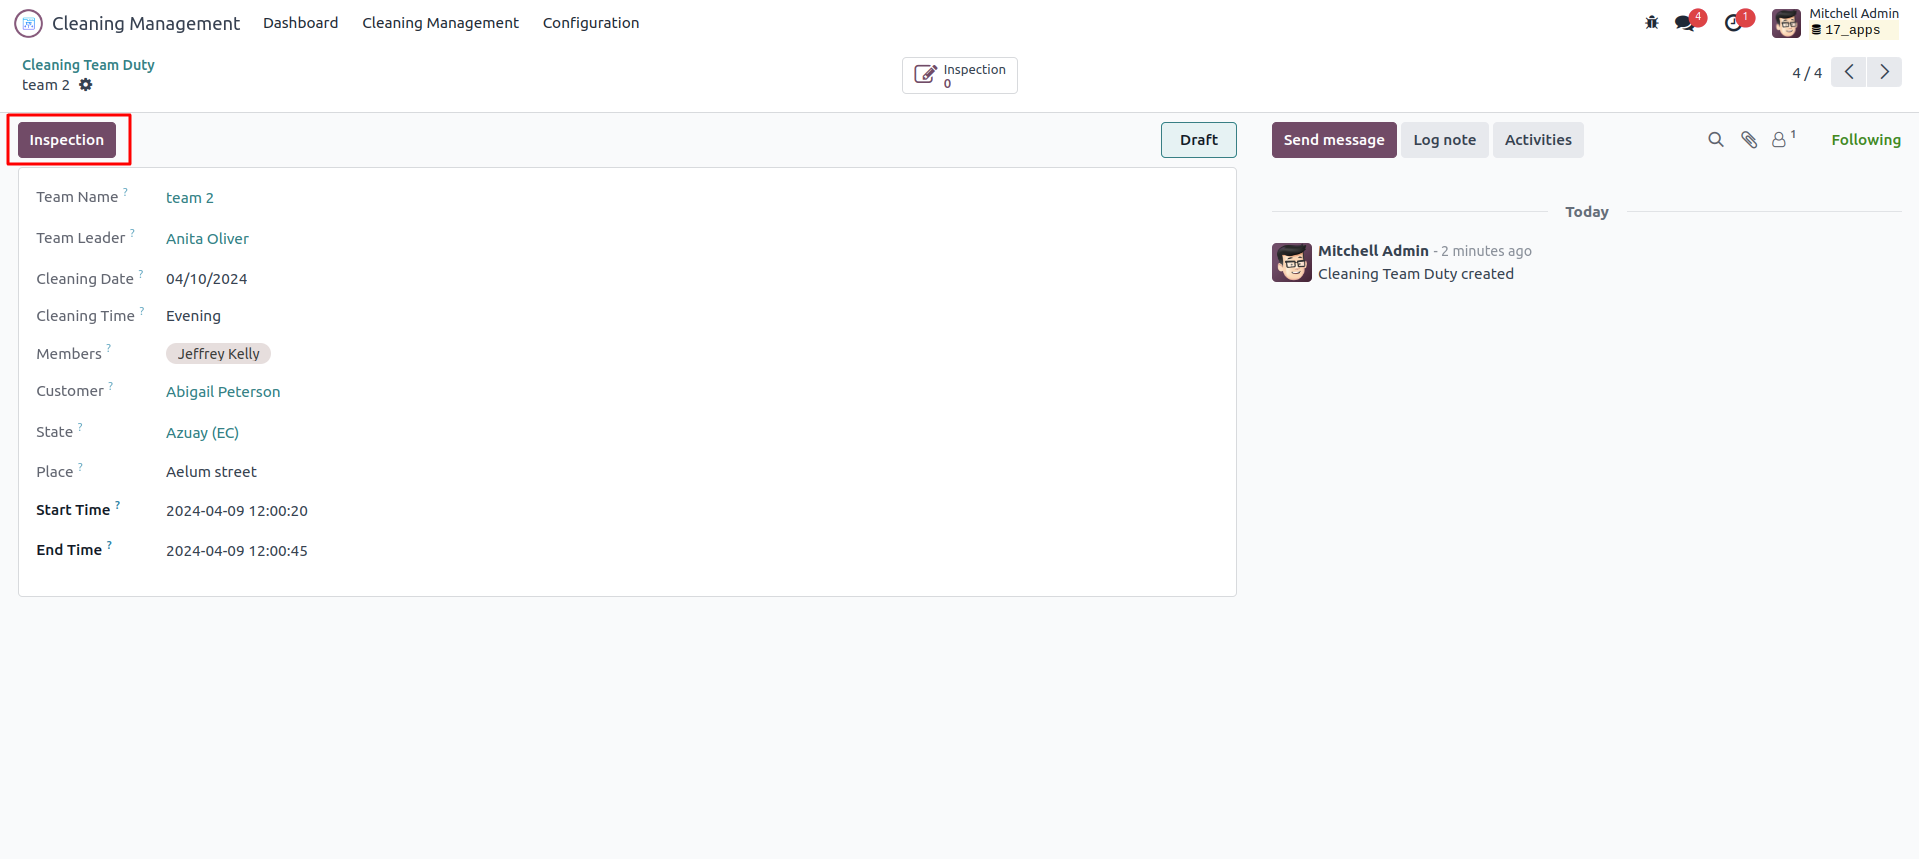 Cleaning Management Dashboard Cleaning Management Configuration 4 1 Mitchell Admin
17_apps
Cleaning Team Duty
team 2
Inspection
0
4 / 4
Inspection Draft Send message Log note Activities 1 Following
Team Name ? team 2
Team Leader ? Anita Oliver
Cleaning Date ? 04/10/2024
Cleaning Time ? Evening
Members ? Jeffrey Kelly
Customer ? Abigail Peterson
State ? Azuay (EC)
Place ? Aelum street
Start Time ? 2024-04-09 12:00:20
End Time ? 2024-04-09 12:00:45
Today
Mitchell Admin - 2 minutes ago
Cleaning Team Duty created